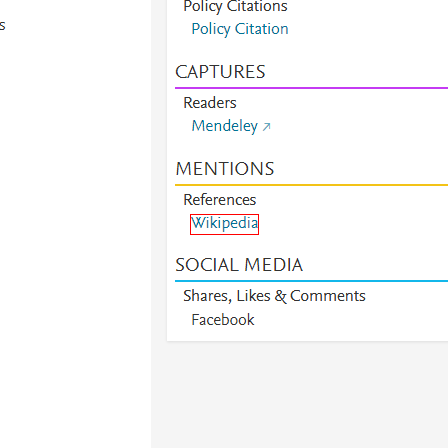 s
Policy Citations
Policy Citation
CAPTURES
Readers
Mendeley ↗
MENTIONS
References
Wikipedia
SOCIAL MEDIA
Shares, Likes & Comments
Facebook